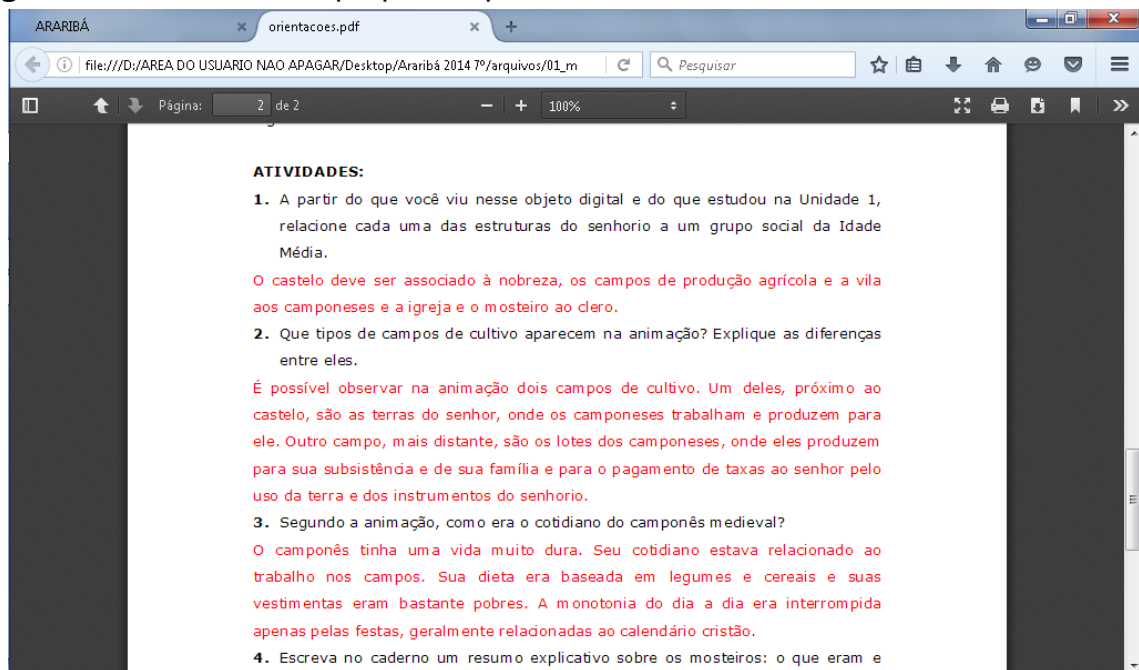 ARARIBÁ
orientacoes.pdf
file:///D:/AREA DO USUARIO NAO APAGAR/Desktop/Araribá 2014 7º/arquivos/01_m
Pesquisar
Página: 2 de 2
100%
ATIVIDADES:
1. A partir do que você viu nesse objeto digital e do que estudou na Unidade 1,
relacione cada uma das estruturas do senhorio a um grupo social da Idade
Média.
O castelo deve ser associado à nobreza, os campos de produção agrícola e a vila
aos camponeses e a igreja e o mosteiro ao clero.
2. Que tipos de campos de cultivo aparecem na animação? Explique as diferenças
entre eles.
É possível observar na animação dois campos de cultivo. Um deles, próximo ao
castelo, são as terras do senhor, onde os camponeses trabalham e produzem para
ele. Outro campo, mais distante, são os lotes dos camponeses, onde eles produzem
para sua subsistência e de sua família e para o pagamento de taxas ao senhor pelo
uso da terra e dos instrumentos do senhorio.
3. Segundo a animação, como era o cotidiano do camponês medieval?
O camponês tinha uma vida muito dura. Seu cotidiano estava relacionado ao
trabalho nos campos. Sua dieta era baseada em legumes e cereais e suas
vestimentas eram bastante pobres. A monotonia do dia a dia era interrompida
apenas pelas festas, geralmente relacionadas ao calendário cristão.
4. Escreva no caderno um resumo explicativo sobre os mosteiros: o que eram e